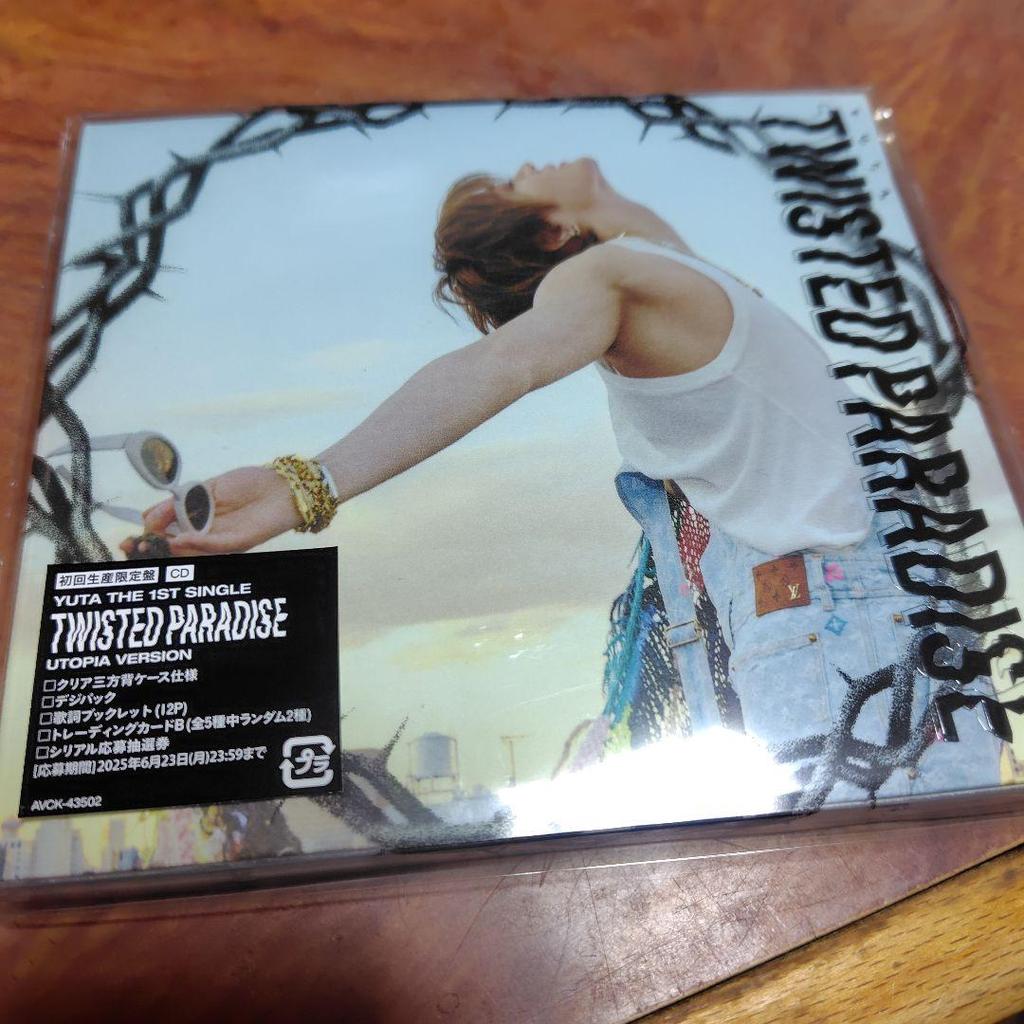 TWISTED PARADISE
初回生産限定盤 CD
YUTA THE 1ST SINGLE
TWISTED PARADISE
UTOPIA VERSION
□クリア三方背ケース仕様
□デジパック
□歌詞ブックレット(12P)
□トレーディングカードB(全5種中ランダム2種)
□シリアル応募抽選券
[応募期間]2025年6月23日(月)23:59まで
プラ
AVCK-43502
LV